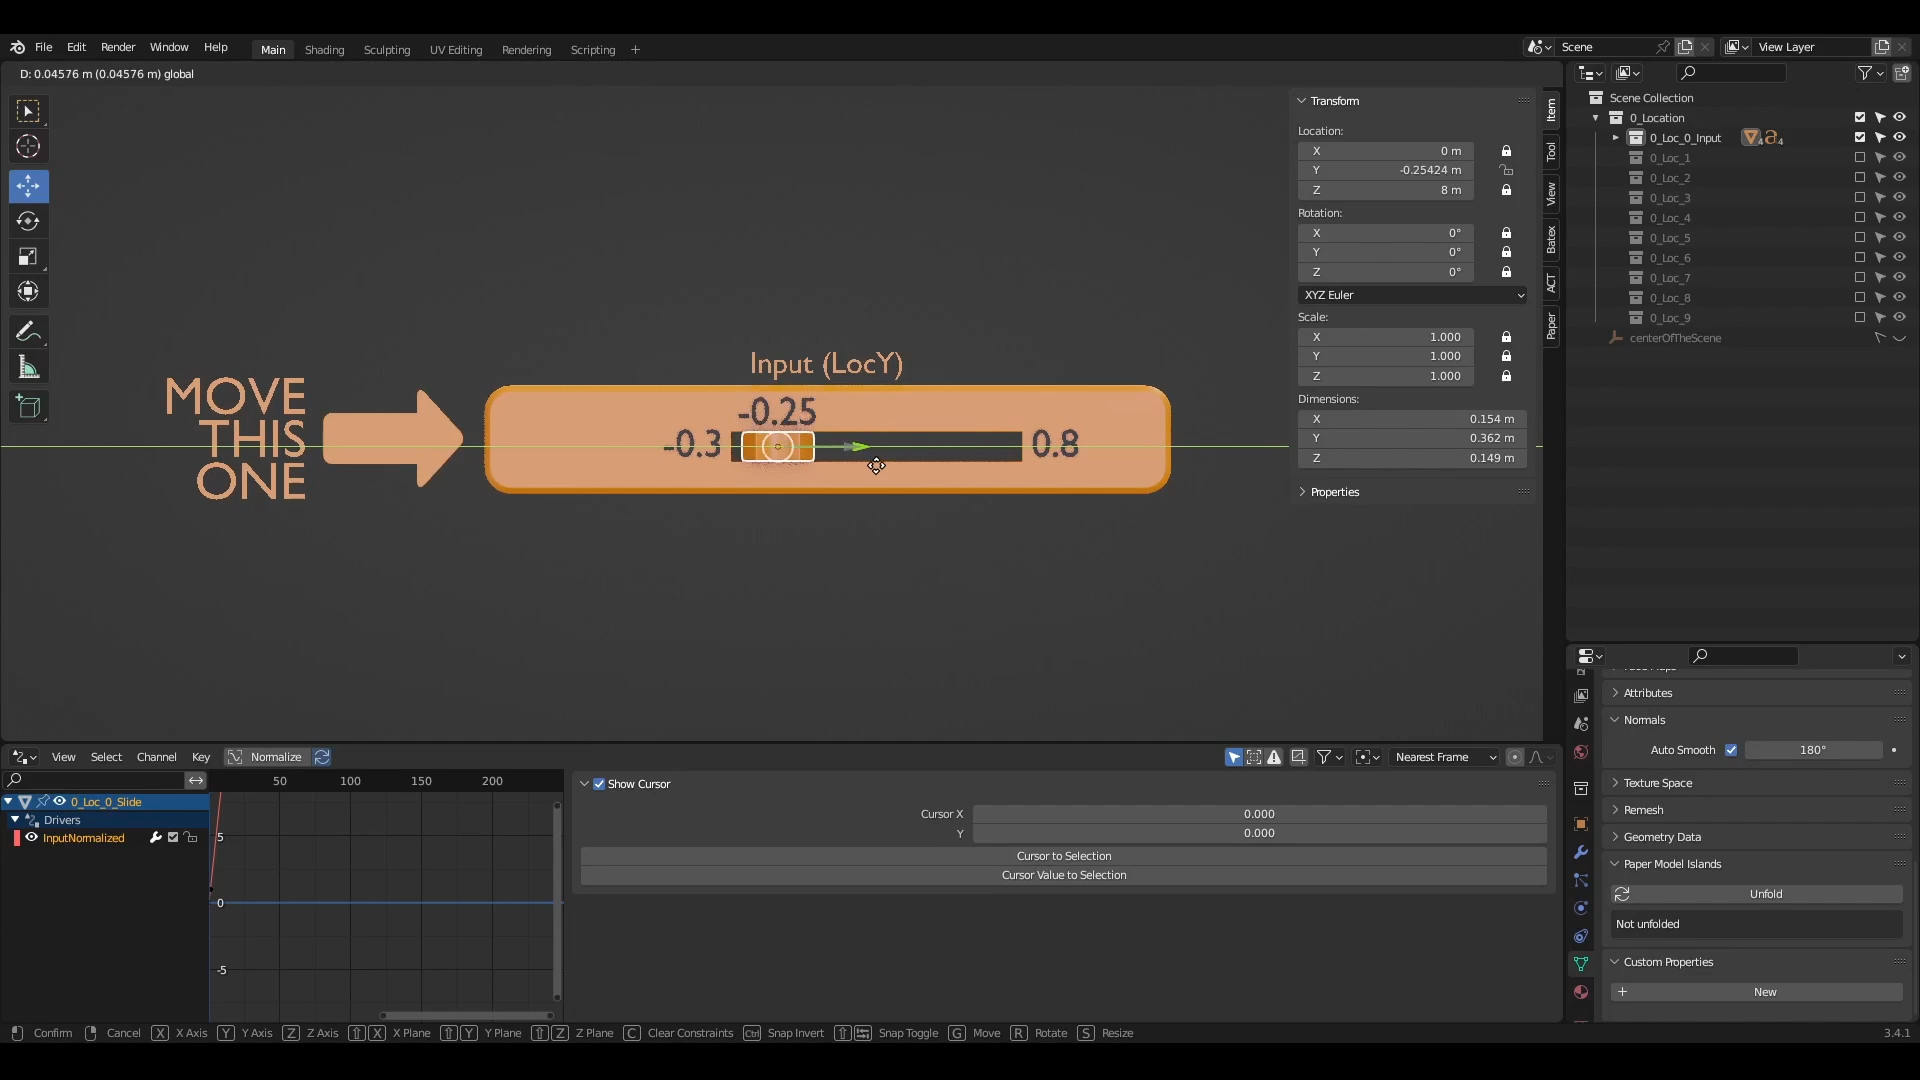 File Edit Render Window Help Main Shading Sculpting UV Editing Rendering Scripting + Scene View Layer
D: 0.04576 m (0.04576 m) global
Transform
Location:
X 0 m
Y -0.25424 m
Z 8 m
Rotation:
X 0°
Y 0°
Z 0°
XYZ Euler
Scale:
X 1.000
Y 1.000
Z 1.000
Dimensions:
X 0.154 m
Y 0.362 m
Z 0.149 m
Properties
Item
Tool
View
Batex
ACT
Paper
Scene Collection
0_Location
0_Loc_0_Input 4 4
0_Loc_1
0_Loc_2
0_Loc_3
0_Loc_4
0_Loc_5
0_Loc_6
0_Loc_7
0_Loc_8
0_Loc_9
centerOfTheScene
Input (LocY)
MOVE
THIS
ONE
-0.25
-0.3 0.8
View Select Channel Key Normalize Nearest Frame
50 100 150 200
0_Loc_0_Slide
Drivers
InputNormalized
5
0
-5
Show Cursor
Cursor X 0.000
Y 0.000
Cursor to Selection
Cursor Value to Selection
Attributes
Normals
Auto Smooth 180°
Texture Space
Remesh
Geometry Data
Paper Model Islands
Unfold
Not unfolded
Custom Properties
+ New
Confirm Cancel X X Axis Y Y Axis Z Z Axis X X Plane Y Y Plane Z Z Plane C Clear Constraints Ctrl Snap Invert Snap Toggle G Move R Rotate S Resize 3.4.1